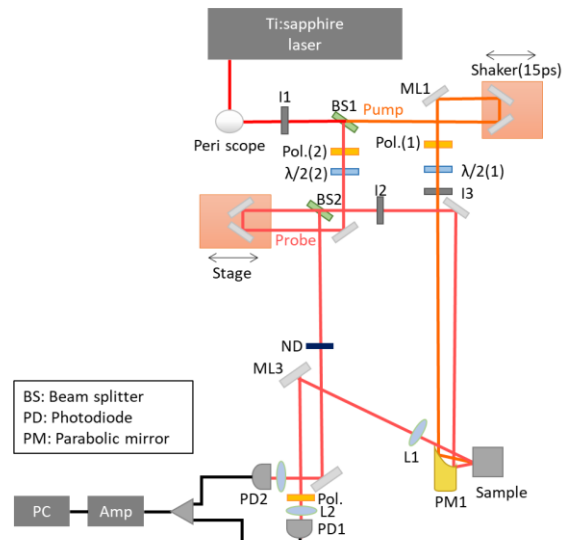 Ti:sapphire
laser
Shaker(15ps)
ML1
I1
BS1
Pump
Peri scope
Pol.(2)
Pol.(1)
λ/2(2)
λ/2(1)
BS2
I2
I3
Probe
Stage
ND
ML3
BS: Beam splitter
PD: Photodiode
PM: Parabolic mirror
L1
PD2
Pol.
L2
PM1
Sample
PC
Amp
PD1